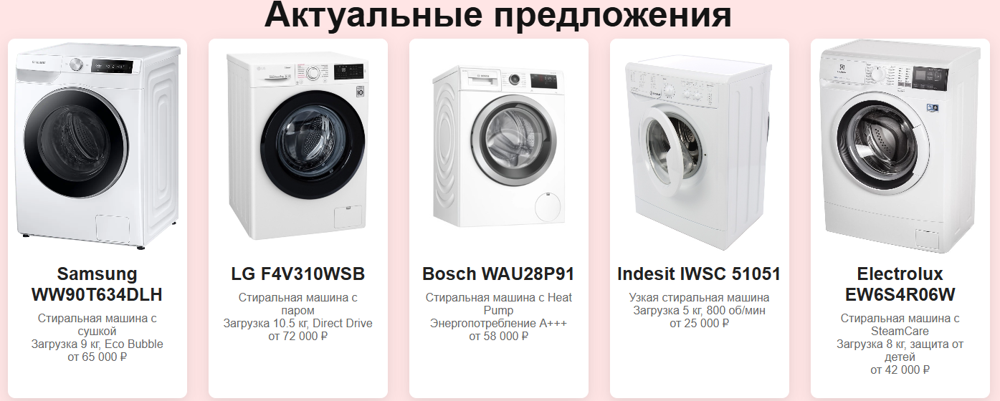 Актуальные предложения
Samsung
WW90T634DLH
Стиральная машина с
сушкой
Загрузка 9 кг, Eco Bubble
от 65 000 ₽
LG F4V310WSB
Стиральная машина с
паром
Загрузка 10.5 кг, Direct Drive
от 72 000 ₽
Bosch WAU28P91
Стиральная машина с Heat
Pump
Энергопотребление A+++
от 58 000 ₽
Indesit IWSC 51051
Узкая стиральная машина
Загрузка 5 кг, 800 об/мин
от 25 000 ₽
Electrolux
EW6S4R06W
Стиральная машина с
SteamCare
Загрузка 8 кг, защита от
детей
от 42 000 ₽